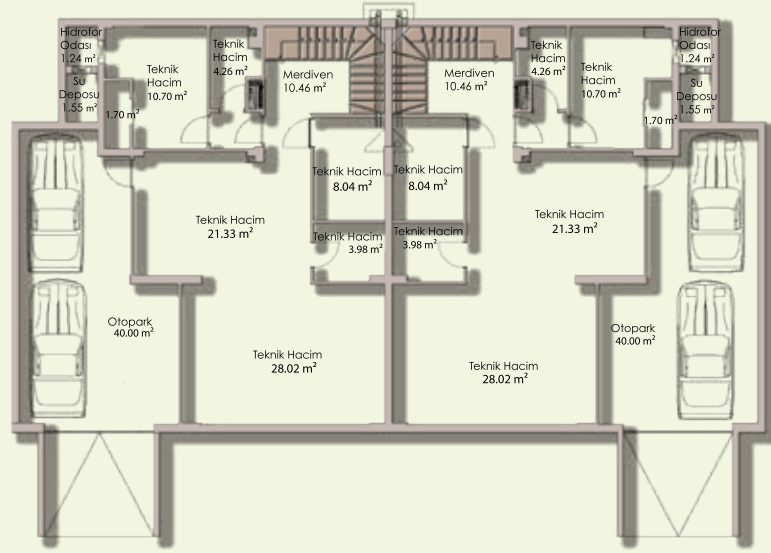 Hidrofor
Odası
1.24 m²
Su
Deposu
1.55 m²
Teknik
Hacim
10.70 m²
1.70 m²
Teknik
Hacim
4.26 m²
Merdiven
10.46 m²
Merdiven
10.46 m²
Teknik
Hacim
4.26 m²
Teknik
Hacim
10.70 m²
1.70 m²
Hidrofor
Odası
1.24 m²
Su
Deposu
1.55 m²
Teknik Hacim
8.04 m²
Teknik Hacim
8.04 m²
Teknik Hacim
21.33 m²
Teknik Hacim
3.98 m²
Teknik Hacim
3.98 m²
Teknik Hacim
21.33 m²
Otopark
40.00 m²
Teknik Hacim
28.02 m²
Teknik Hacim
28.02 m²
Otopark
40.00 m²